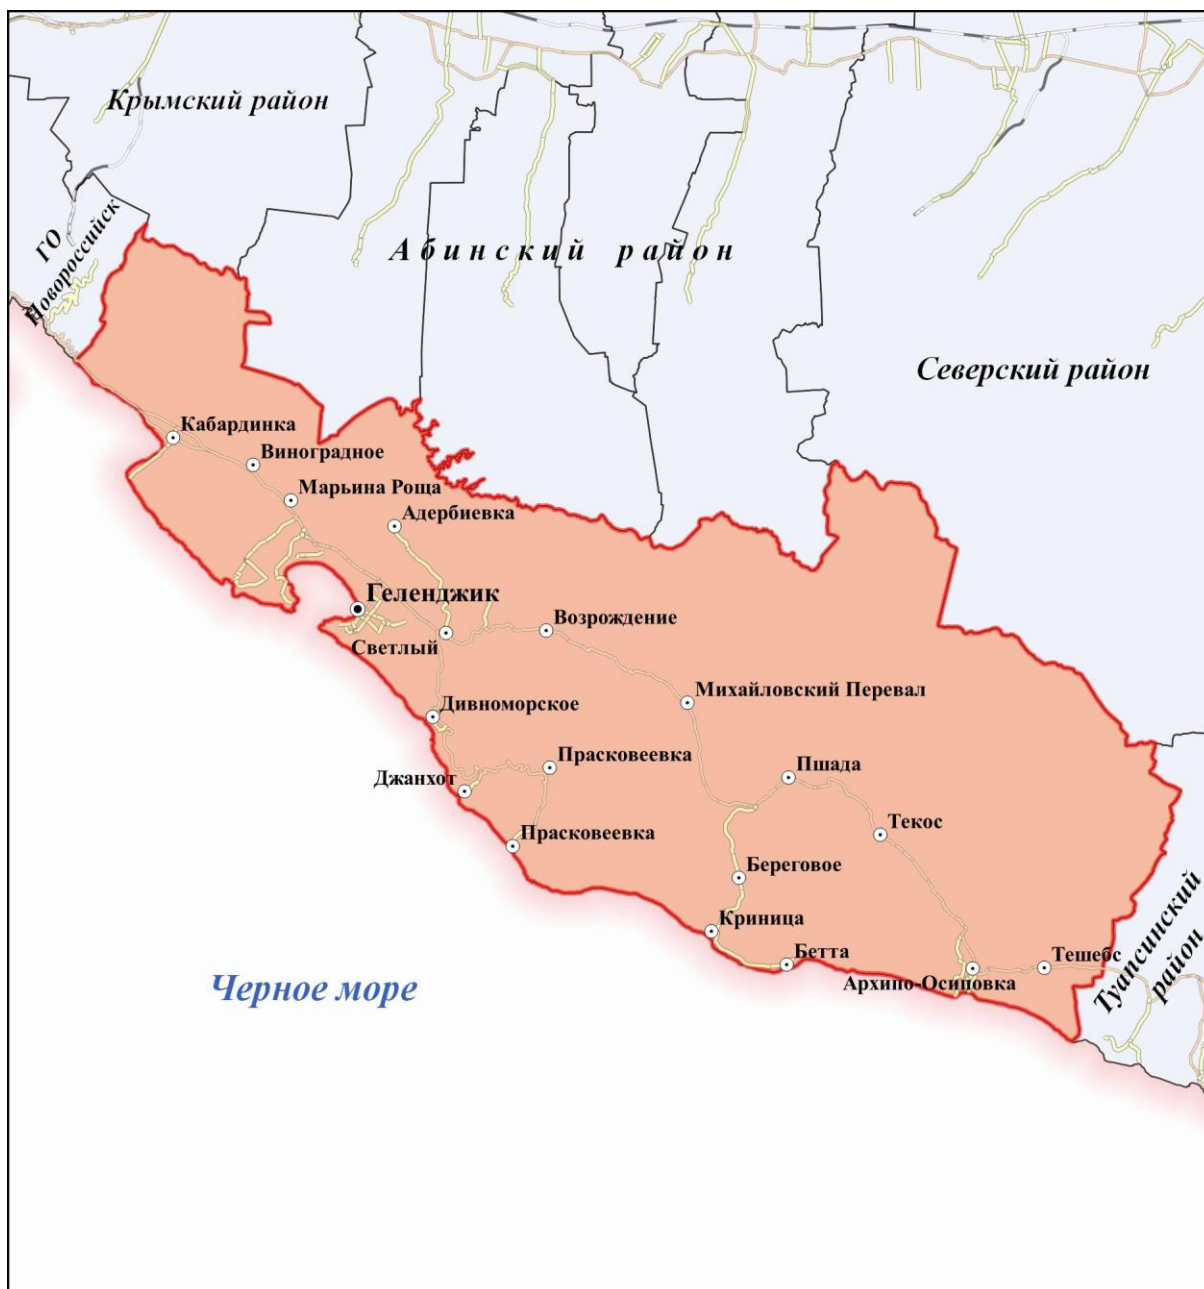 Крымский район
ГО
Новороссийск
Абинский район
Северский район
Кабардинка
Виноградное
Марьина Роща
Адербиевка
Геленджик
Светлый
Возрождение
Михайловский Перевал
Дивноморское
Прасковеевка
Джанхот
Пшада
Прасковеевка
Текос
Береговое
Криница
Бетта
Архипо-Осиповка
Тешебс
Туапсинский
район
Черное море